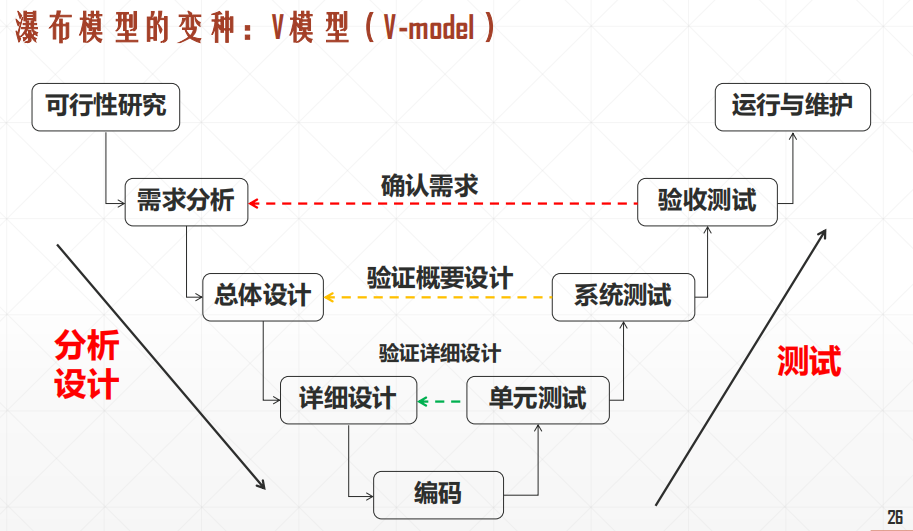 瀑布模型的变种：V模型（V-model）
可行性研究
运行与维护
需求分析
确认需求
验收测试
总体设计
验证概要设计
系统测试
分析
设计
验证详细设计
测试
详细设计
单元测试
编码
26